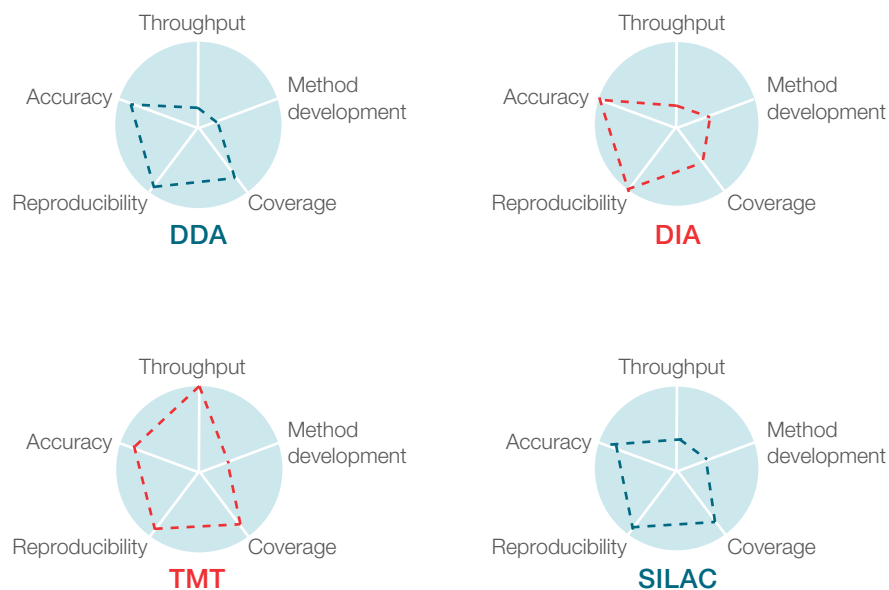 Throughput
Accuracy
Method
development
Reproducibility
Coverage
DDA
Throughput
Accuracy
Method
development
Reproducibility
Coverage
DIA
Throughput
Accuracy
Method
development
Reproducibility
Coverage
TMT
Throughput
Accuracy
Method
development
Reproducibility
Coverage
SILAC